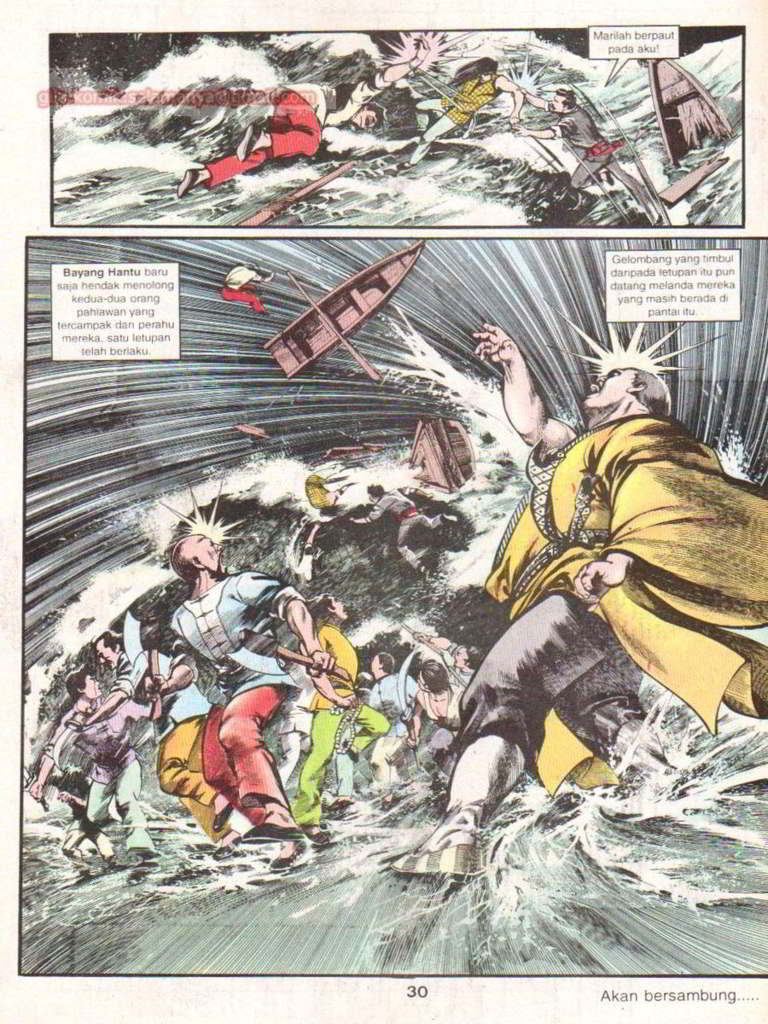 Marilah berpaut
pada aku!
Bayang Hantu baru
saja hendak menolong
kedua-dua orang
pahlawan yang
tercampak dari perahu
mereka, satu letupan
telah berlaku.
Gelombang yang timbul
daripada letupan itu pun
datang melanda mereka
yang masih berada di
pantai itu.
30
Akan bersambung.....